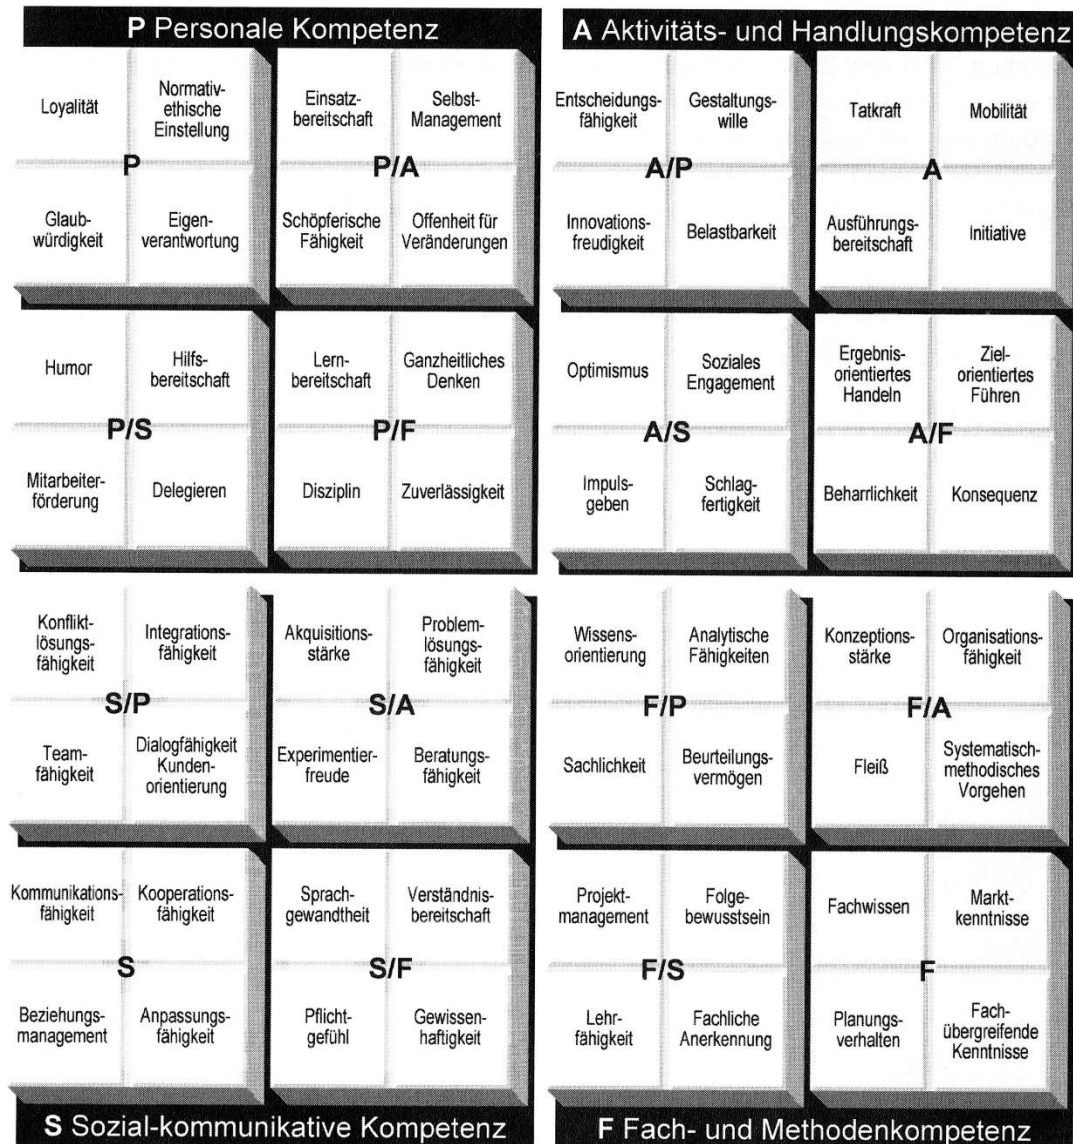 P Personale Kompetenz
Loyalität
Normativ-
ethische
Einstellung
P
Glaub-
würdigkeit
Eigen-
verantwortung
Einsatz-
bereitschaft
Selbst-
Management
P/A
Schöpferische
Fähigkeit
Offenheit für
Veränderungen
Humor
Hilfs-
bereitschaft
P/S
Mitarbeiter-
förderung
Delegieren
Lern-
bereitschaft
Ganzheitliches
Denken
P/F
Disziplin
Zuverlässigkeit
A Aktivitäts- und Handlungskompetenz
Entscheidungs-
fähigkeit
Gestaltungs-
wille
A/P
Innovations-
freudigkeit
Belastbarkeit
Tatkraft
Mobilität
A
Ausführungs-
bereitschaft
Initiative
Optimismus
Soziales
Engagement
A/S
Impuls-
geben
Schlag-
fertigkeit
Ergebnis-
orientiertes
Handeln
Ziel-
orientiertes
Führen
A/F
Beharrlichkeit
Konsequenz
Konflikt-
lösungs-
fähigkeit
Integrations-
fähigkeit
S/P
Team-
fähigkeit
Dialogfähigkeit
Kunden-
orientierung
Akquisitions-
stärke
Problem-
lösungs-
fähigkeit
S/A
Experimentier-
freude
Beratungs-
fähigkeit
Kommunikations-
fähigkeit
Kooperations-
fähigkeit
S
Beziehungs-
management
Anpassungs-
fähigkeit
Sprach-
gewandtheit
Verständnis-
bereitschaft
S/F
Pflicht-
gefühl
Gewissen-
haftigkeit
S Sozial-kommunikative Kompetenz
Wissens-
orientierung
Analytische
Fähigkeiten
F/P
Sachlichkeit
Beurteilungs-
vermögen
Konzeptions-
stärke
Organisations-
fähigkeit
F/A
Fleiß
Systematisch-
methodisches
Vorgehen
Projekt-
management
Folge-
bewusstsein
F/S
Lehr-
fähigkeit
Fachliche
Anerkennung
Fachwissen
Markt-
kenntnisse
F
Planungs-
verhalten
Fach-
übergreifende
Kenntnisse
F Fach- und Methodenkompetenz